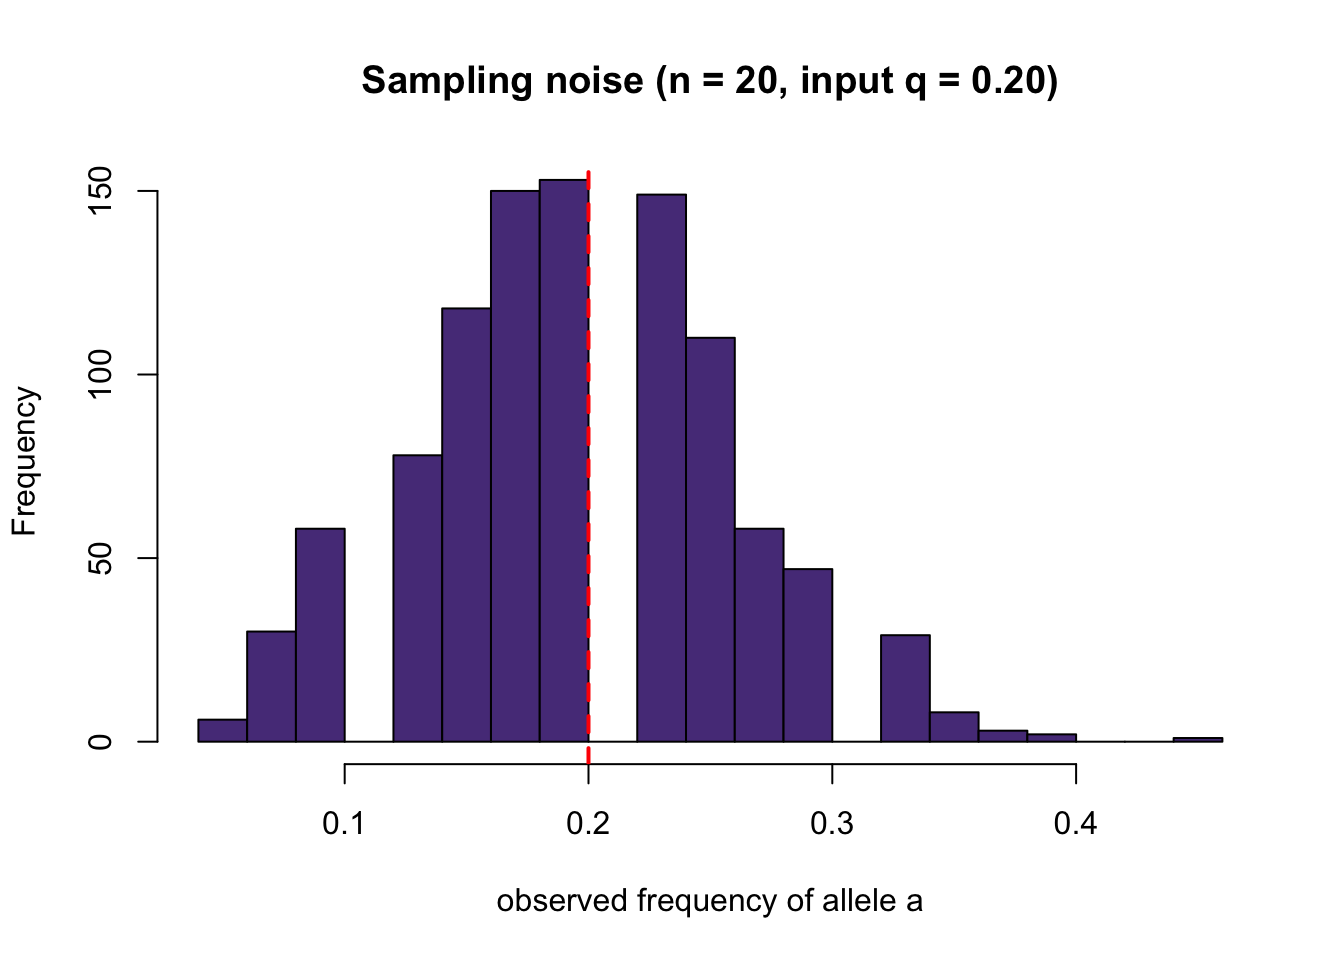 Sampling noise (n = 20, input q = 0.20)
Frequency
150
100
50
0
0.1 0.2 0.3 0.4
observed frequency of allele a